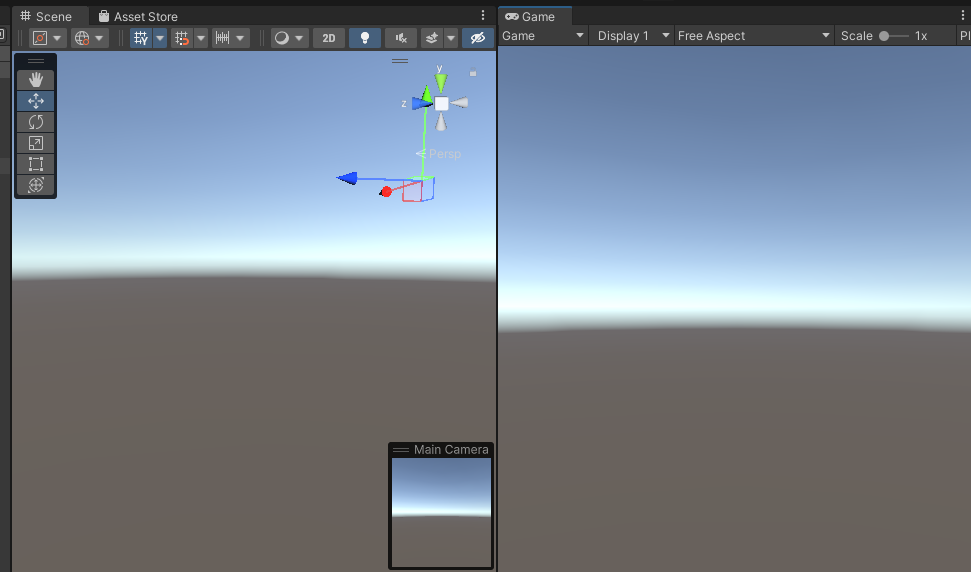 Scene
Asset Store
Game
2D
Game
Display 1
Free Aspect
Scale
1x
Pl
y
z
Persp
Main Camera